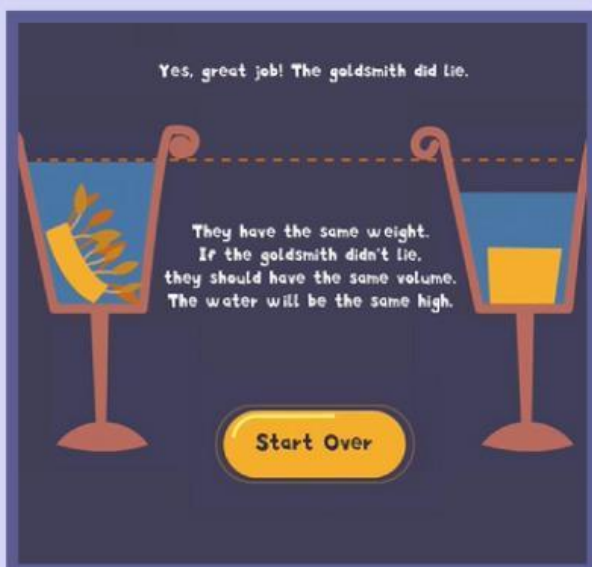 Yes, great job! The goldsmith did lie.
They have the same weight.
If the goldsmith didn't lie,
they should have the same volume.
The water will be the same high.
Start Over